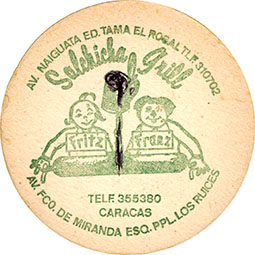 AV. NAIGUATA ED. TAMA EL ROSAL TLF. 310702
Salchicha Grill
fritz
franz
TELF. 355380
CARACAS
AV. FCO. DE MIRANDA ESQ. PPL. LOS RUICES